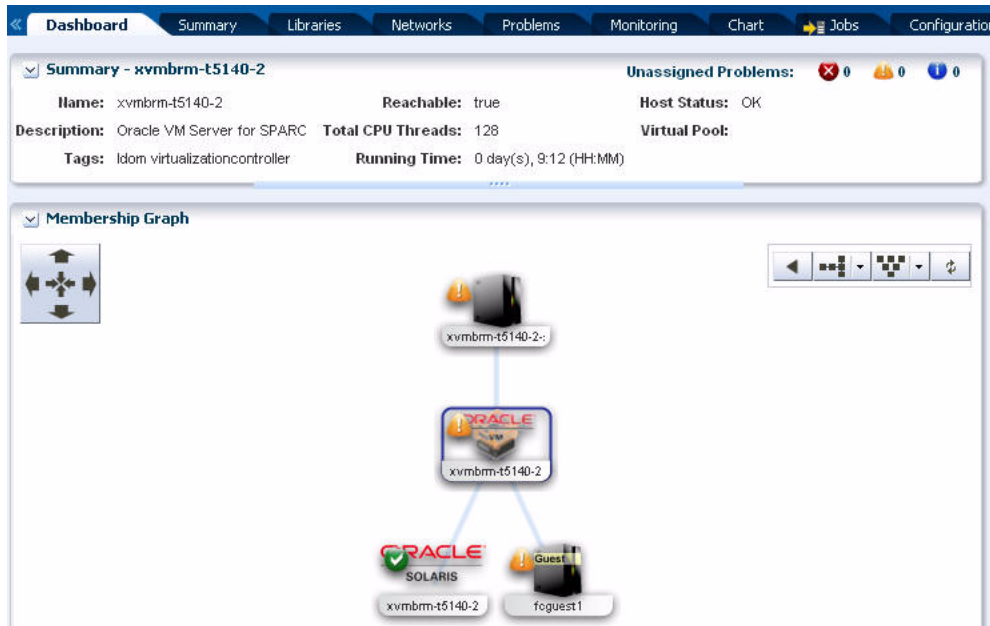 « Dashboard Summary Libraries Networks Problems Monitoring Chart Jobs Configuratio
Summary - xvmbrm-t5140-2 Unassigned Problems: 0 0 0
Name: xvmbrm-t5140-2 Reachable: true Host Status: OK
Description: Oracle VM Server for SPARC Total CPU Threads: 128 Virtual Pool:
Tags: ldom virtualizationcontroller Running Time: 0 day(s), 9:12 (HH:MM)
Membership Graph
xvmbrm-t5140-2-:
ORACLE
VM
xvmbrm-t5140-2
ORACLE
SOLARIS
xvmbrm-t5140-2
Guest
fcguest1